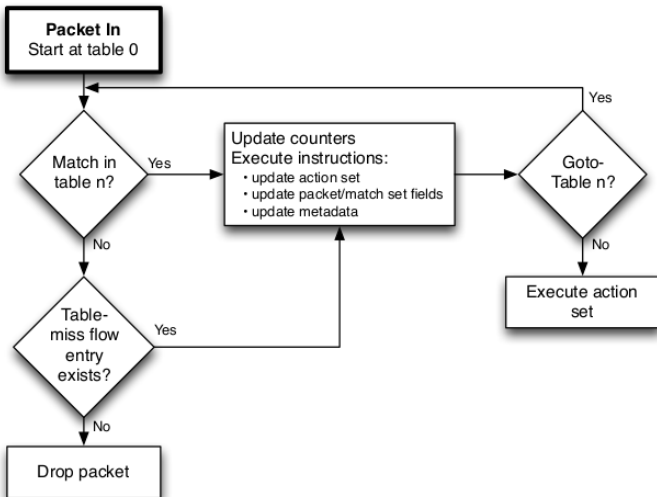 Packet In
Start at table 0
Yes
Match in
table n?
Yes
Update counters
Execute instructions:
• update action set
• update packet/match set fields
• update metadata
Goto-
Table n?
No
No
Table-
miss flow
entry
exists?
Yes
Execute action
set
No
Drop packet